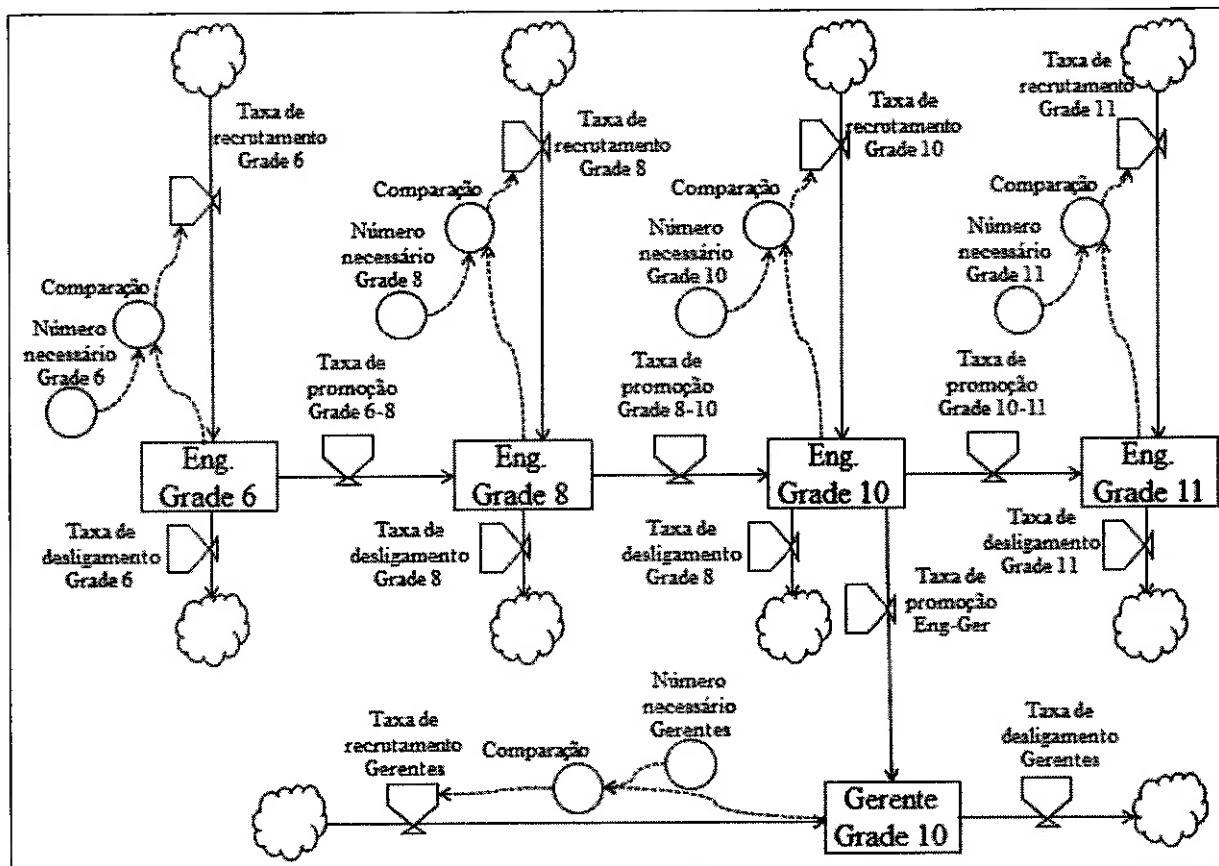 Taxa de
recrutamento
Grade 6
Taxa de
recrutamento
Grade 8
Taxa de
recrutamento
Grade 10
Taxa de
recrutamento
Grade 11
Comparação
Número
necessário
Grade 6
Comparação
Número
necessário
Grade 8
Comparação
Número
necessário
Grade 10
Comparação
Número
necessário
Grade 11
Taxa de
promoção
Grade 6-8
Taxa de
promoção
Grade 8-10
Taxa de
promoção
Grade 10-11
Eng.
Grade 6
Eng.
Grade 8
Eng.
Grade 10
Eng.
Grade 11
Taxa de
desligamento
Grade 6
Taxa de
desligamento
Grade 8
Taxa de
desligamento
Grade 8
Taxa de
desligamento
Grade 11
Taxa de
promoção
Eng-Ger
Taxa de
recrutamento
Gerentes
Comparação
Número
necessário
Gerentes
Taxa de
desligamento
Gerentes
Gerente
Grade 10